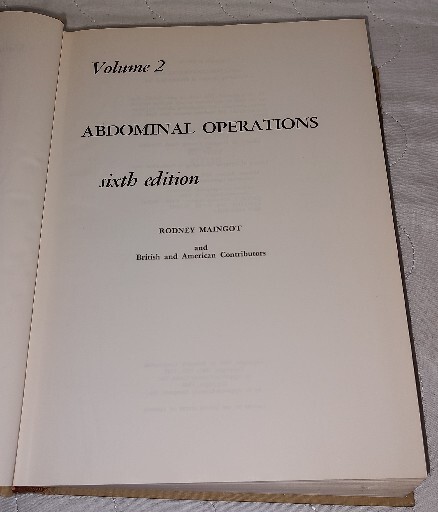 Volume 2
ABDOMINAL OPERATIONS
sixth edition
RODNEY MAINGOT
and
British and American Contributors